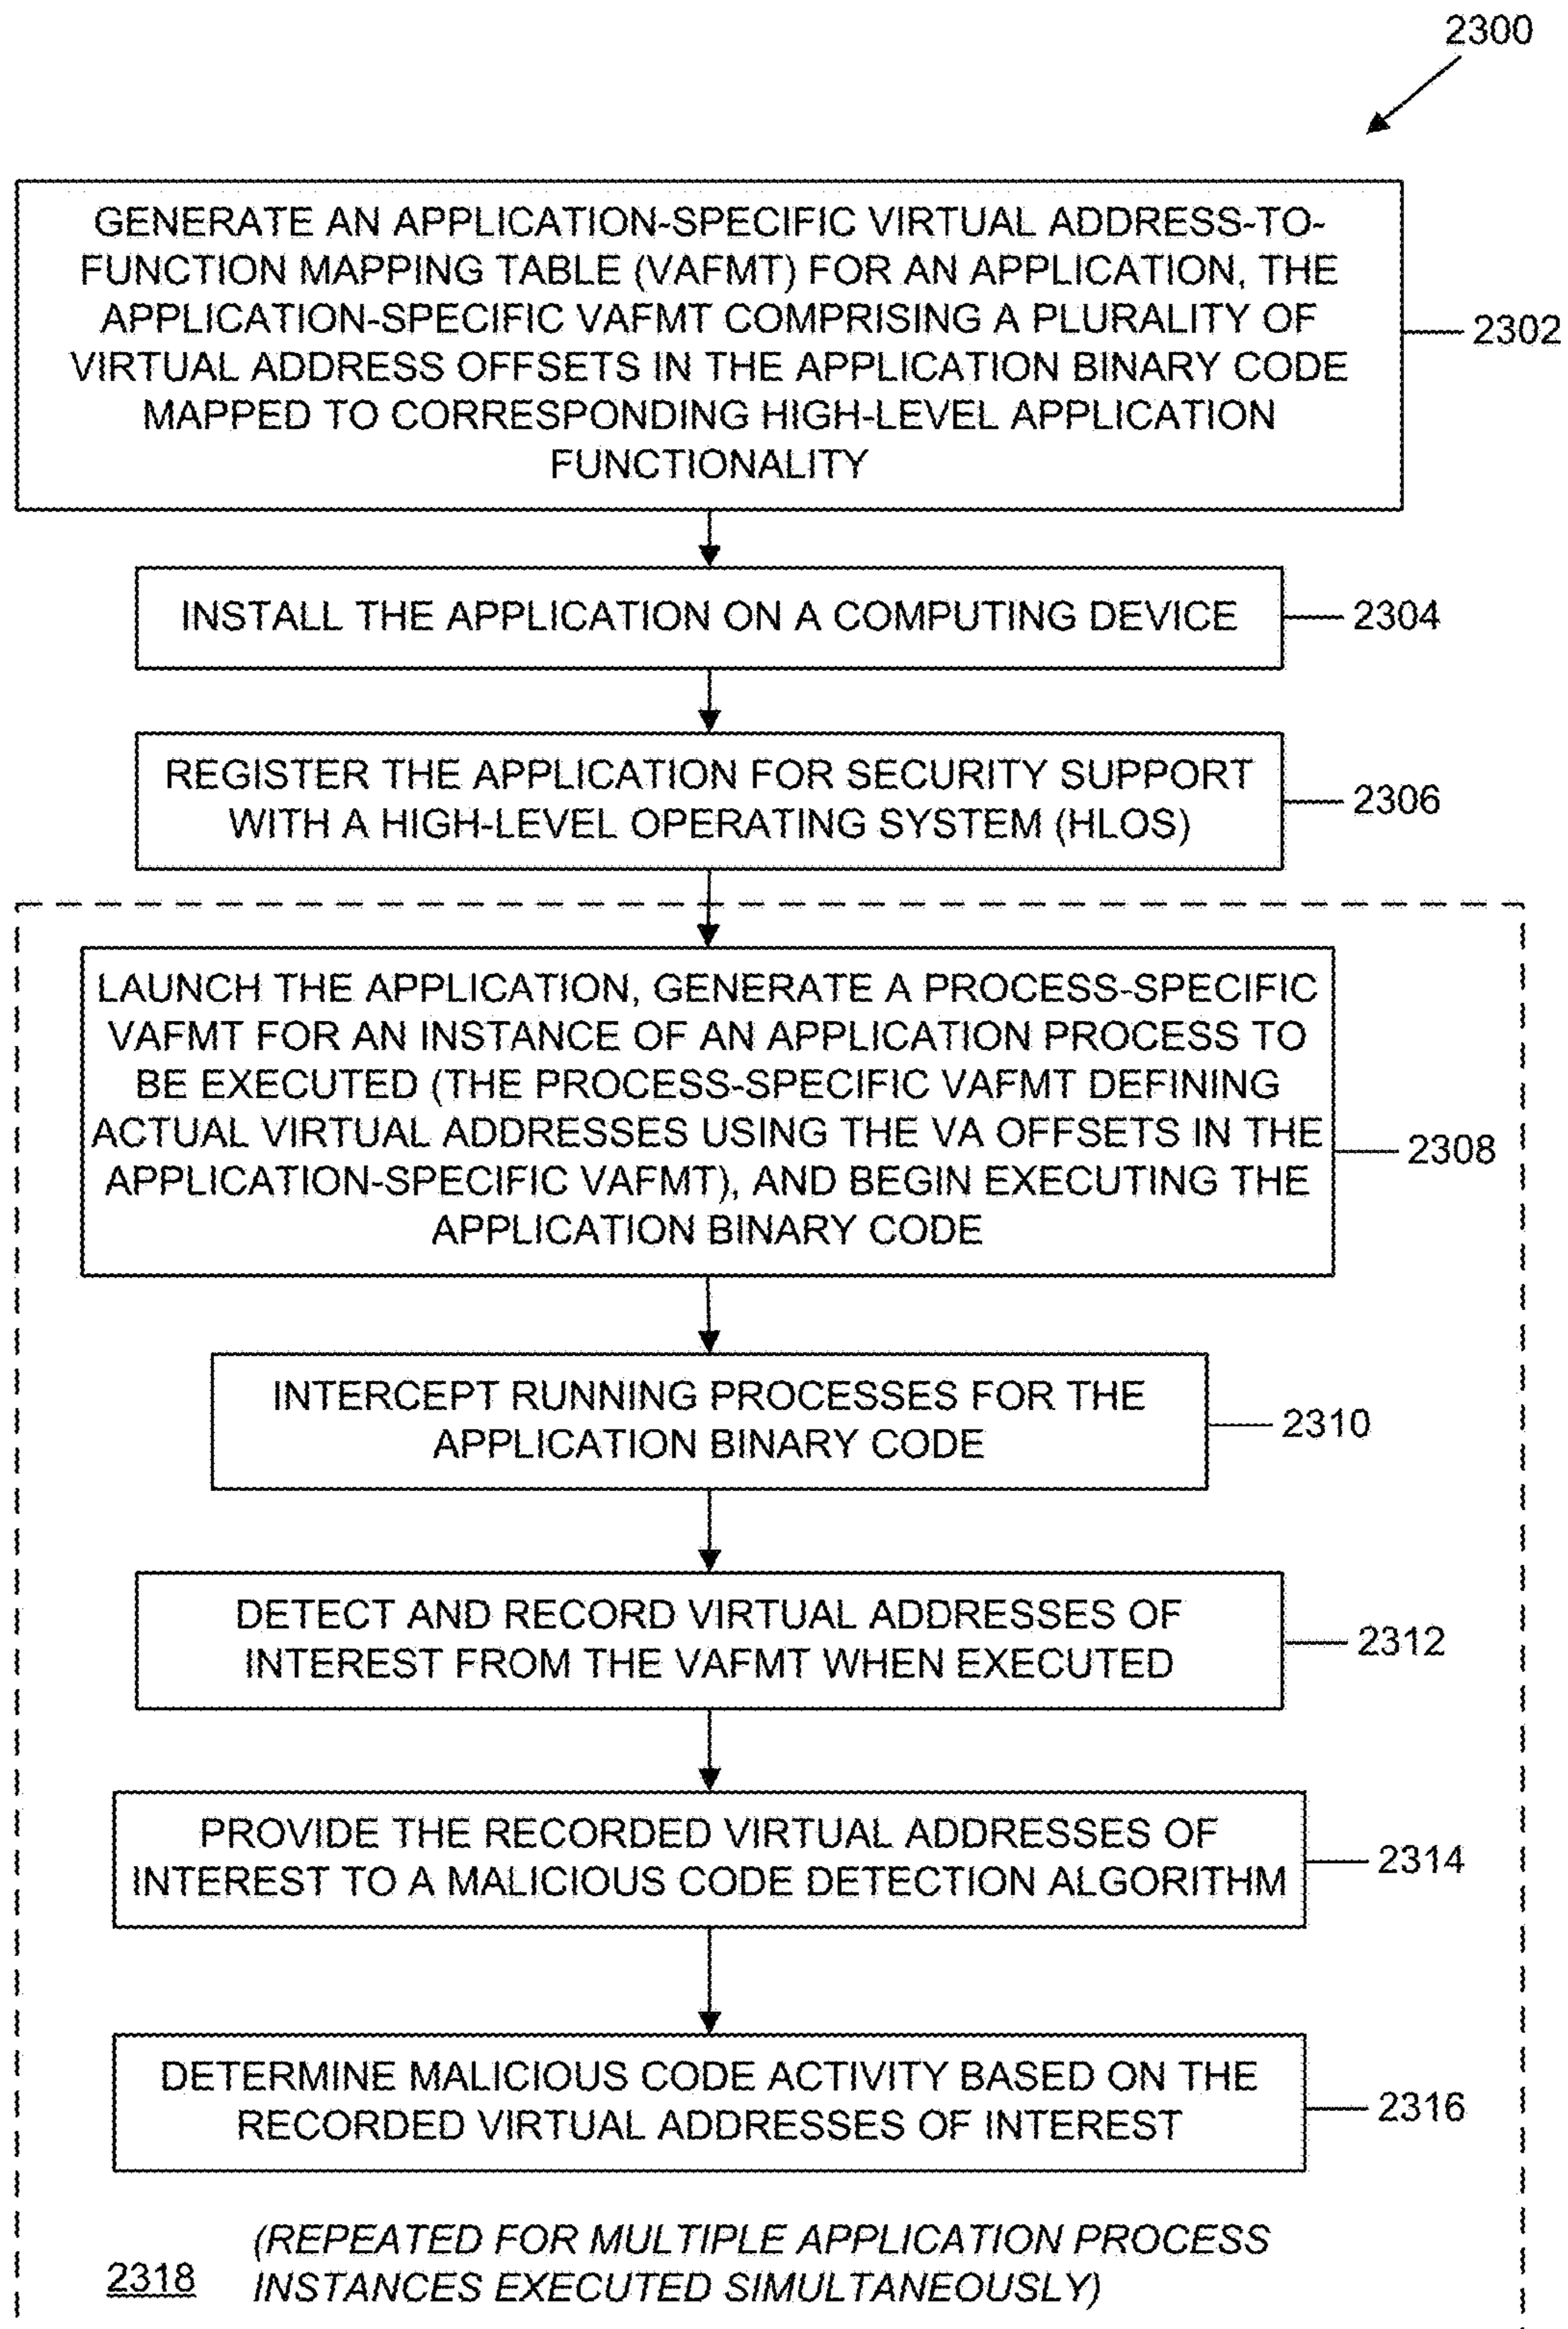 2300
GENERATE AN APPLICATION-SPECIFIC VIRTUAL ADDRESS-TO-
FUNCTION MAPPING TABLE (VAFMT) FOR AN APPLICATION, THE
APPLICATION-SPECIFIC VAFMT COMPRISING A PLURALITY OF
VIRTUAL ADDRESS OFFSETS IN THE APPLICATION BINARY CODE
MAPPED TO CORRESPONDING HIGH-LEVEL APPLICATION
FUNCTIONALITY
2302
INSTALL THE APPLICATION ON A COMPUTING DEVICE
2304
REGISTER THE APPLICATION FOR SECURITY SUPPORT
WITH A HIGH-LEVEL OPERATING SYSTEM (HLOS)
2306
LAUNCH THE APPLICATION, GENERATE A PROCESS-SPECIFIC
VAFMT FOR AN INSTANCE OF AN APPLICATION PROCESS TO
BE EXECUTED (THE PROCESS-SPECIFIC VAFMT DEFINING
ACTUAL VIRTUAL ADDRESSES USING THE VA OFFSETS IN THE
APPLICATION-SPECIFIC VAFMT), AND BEGIN EXECUTING THE
APPLICATION BINARY CODE
2308
INTERCEPT RUNNING PROCESSES FOR THE
APPLICATION BINARY CODE
2310
DETECT AND RECORD VIRTUAL ADDRESSES OF
INTEREST FROM THE VAFMT WHEN EXECUTED
2312
PROVIDE THE RECORDED VIRTUAL ADDRESSES OF
INTEREST TO A MALICIOUS CODE DETECTION ALGORITHM
2314
DETERMINE MALICIOUS CODE ACTIVITY BASED ON THE
RECORDED VIRTUAL ADDRESSES OF INTEREST
2316
(REPEATED FOR MULTIPLE APPLICATION PROCESS
INSTANCES EXECUTED SIMULTANEOUSLY)
2318